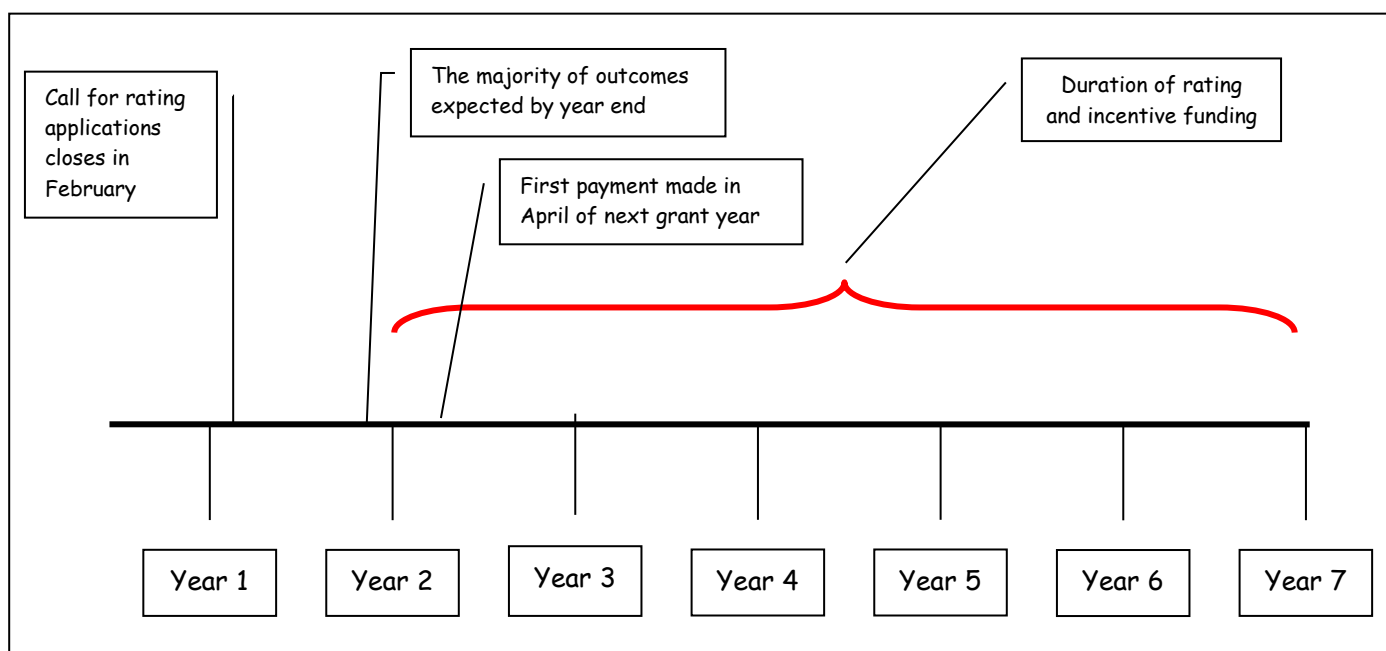 Call for rating
applications
closes in
February
The majority of outcomes
expected by year end
First payment made in
April of next grant year
Duration of rating
and incentive funding
Year 1
Year 2
Year 3
Year 4
Year 5
Year 6
Year 7